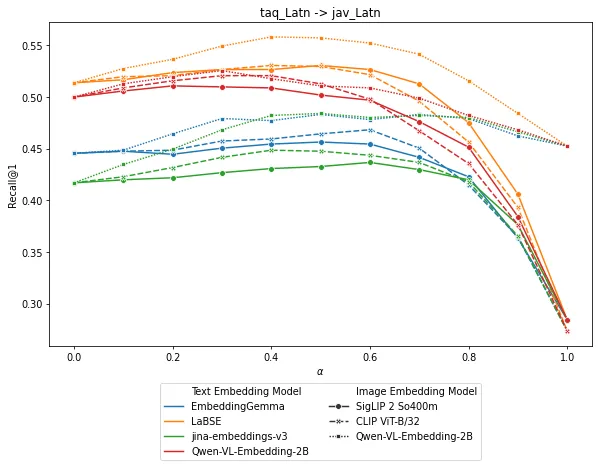 taq_Latn -> jav_Latn
Recall@1
0.55
0.50
0.45
0.40
0.35
0.30
0.0 0.2 0.4 0.6 0.8 1.0
α
Text Embedding Model
EmbeddingGemma
LaBSE
jina-embeddings-v3
Qwen-VL-Embedding-2B
Image Embedding Model
SigLIP 2 So400m
CLIP ViT-B/32
Qwen-VL-Embedding-2B